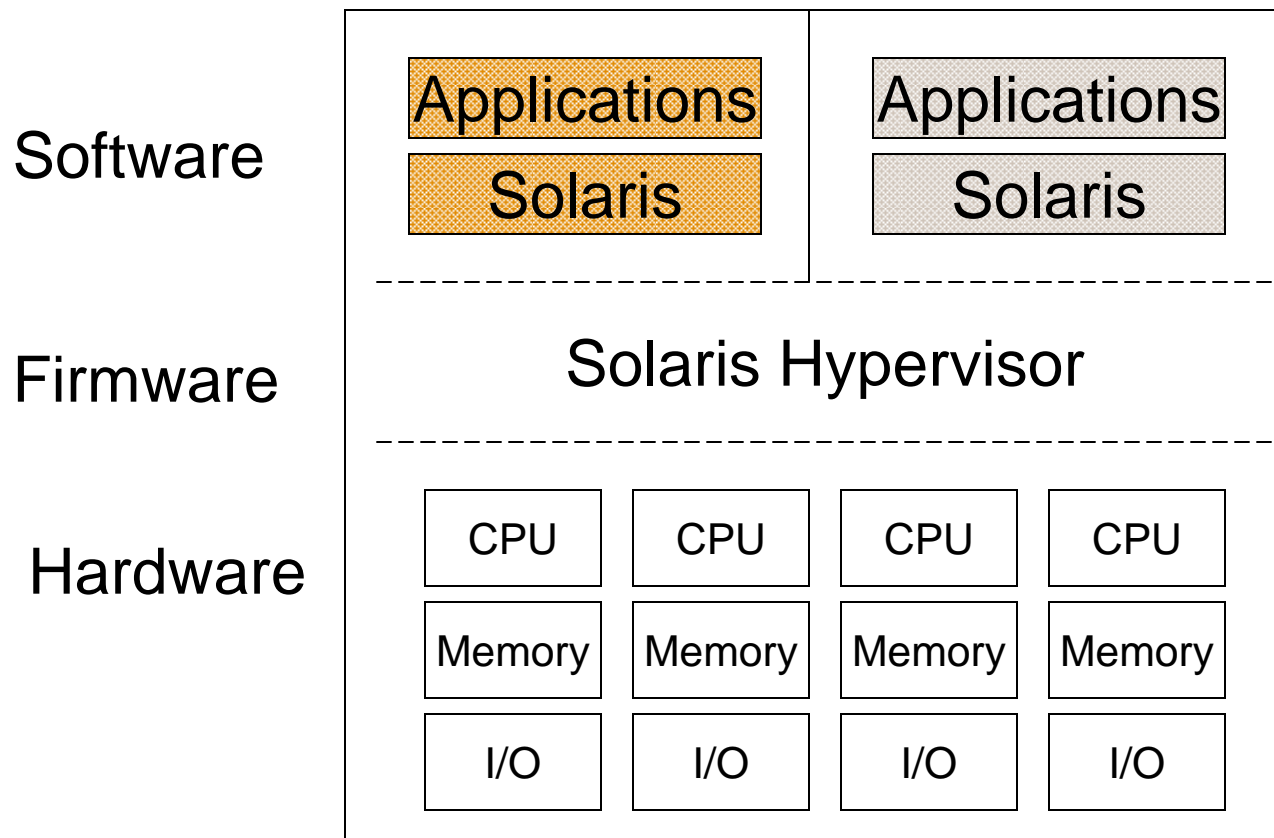 Software
Applications
Applications
Solaris
Solaris
Firmware
Solaris Hypervisor
Hardware
CPU
CPU
CPU
CPU
Memory
Memory
Memory
Memory
I/O
I/O
I/O
I/O